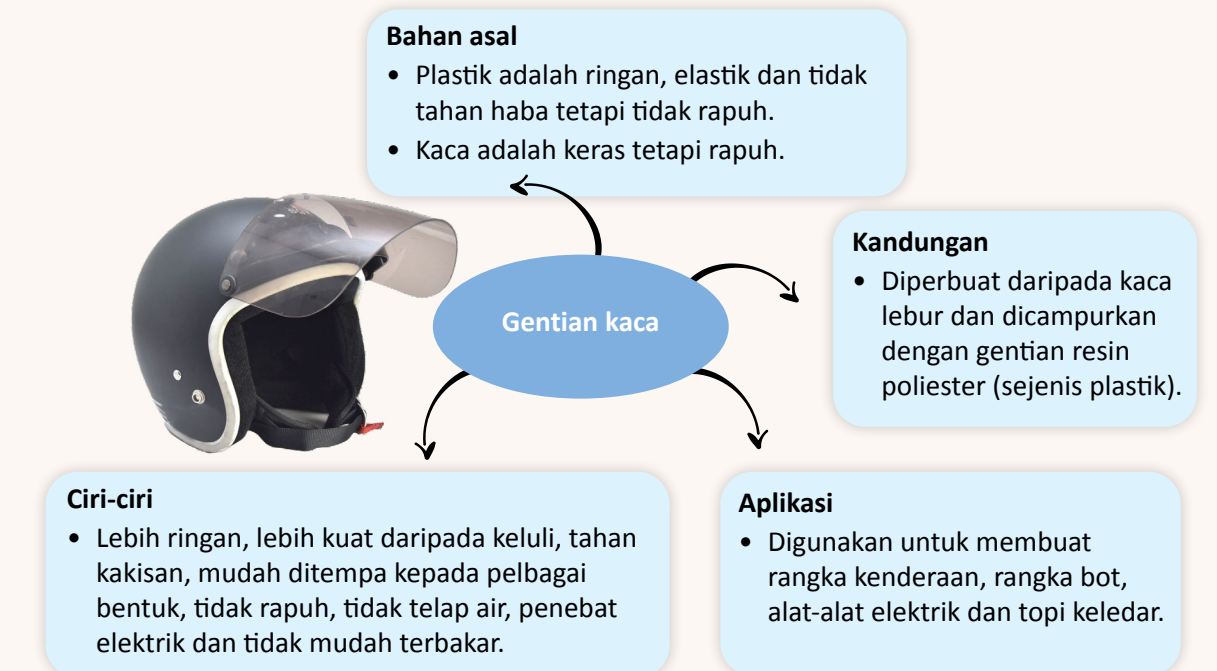 Bahan asal
• Plastik adalah ringan, elastik dan tidak
tahan haba tetapi tidak rapuh.
• Kaca adalah keras tetapi rapuh.
Kandungan
• Diperbuat daripada kaca
lebur dan dicampurkan
dengan gentian resin
poliester (sejenis plastik).
Gentian kaca
Ciri-ciri
• Lebih ringan, lebih kuat daripada keluli, tahan
kakisan, mudah ditempa kepada pelbagai
bentuk, tidak rapuh, tidak telap air, penebat
elektrik dan tidak mudah terbakar.
Aplikasi
• Digunakan untuk membuat
rangka kenderaan, rangka bot,
alat-alat elektrik dan topi keledar.